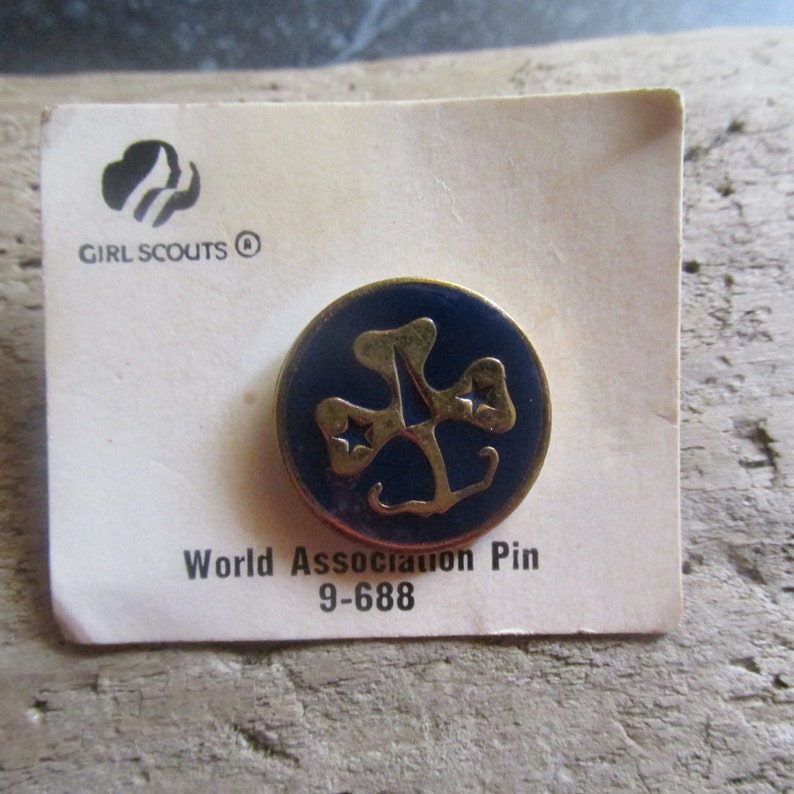 GIRL SCOUTS ®
World Association Pin
9-688